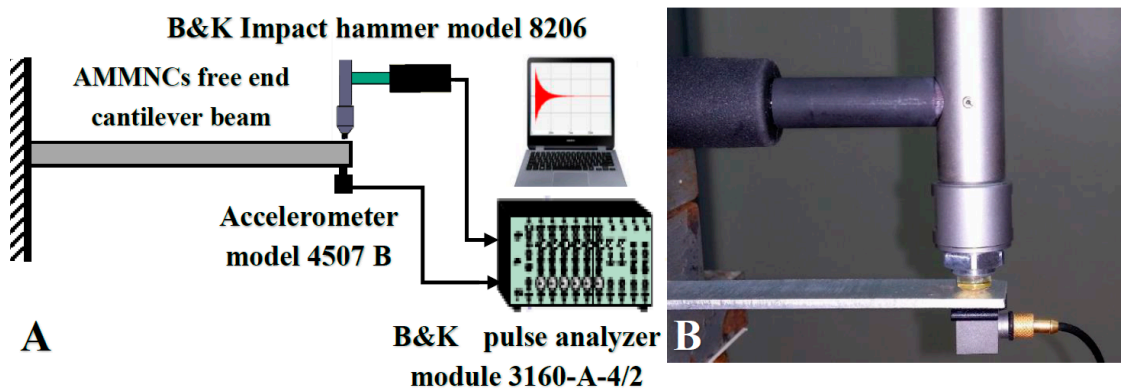 B&K Impact hammer model 8206
AMMNCs free end
cantilever beam
Accelerometer
model 4507 B
B&K pulse analyzer
module 3160-A-4/2
A
B